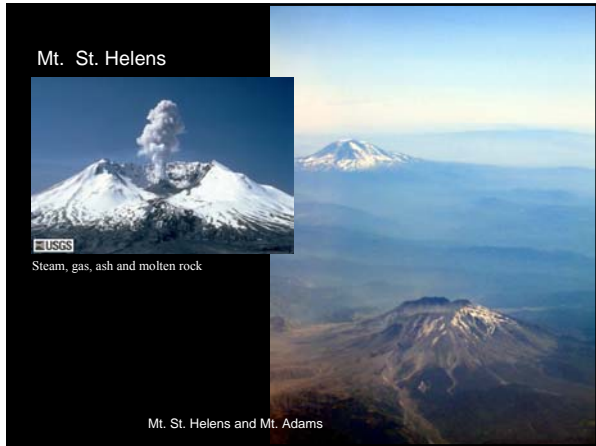 Mt. St. Helens
USGS
Steam, gas, ash and molten rock
Mt. St. Helens and Mt. Adams